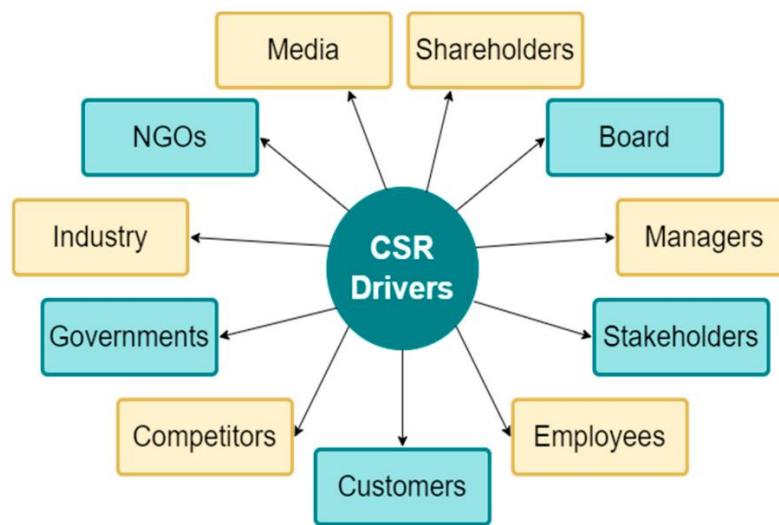 Media
Shareholders
NGOs
Board
Industry
CSR
Drivers
Managers
Governments
Stakeholders
Competitors
Employees
Customers